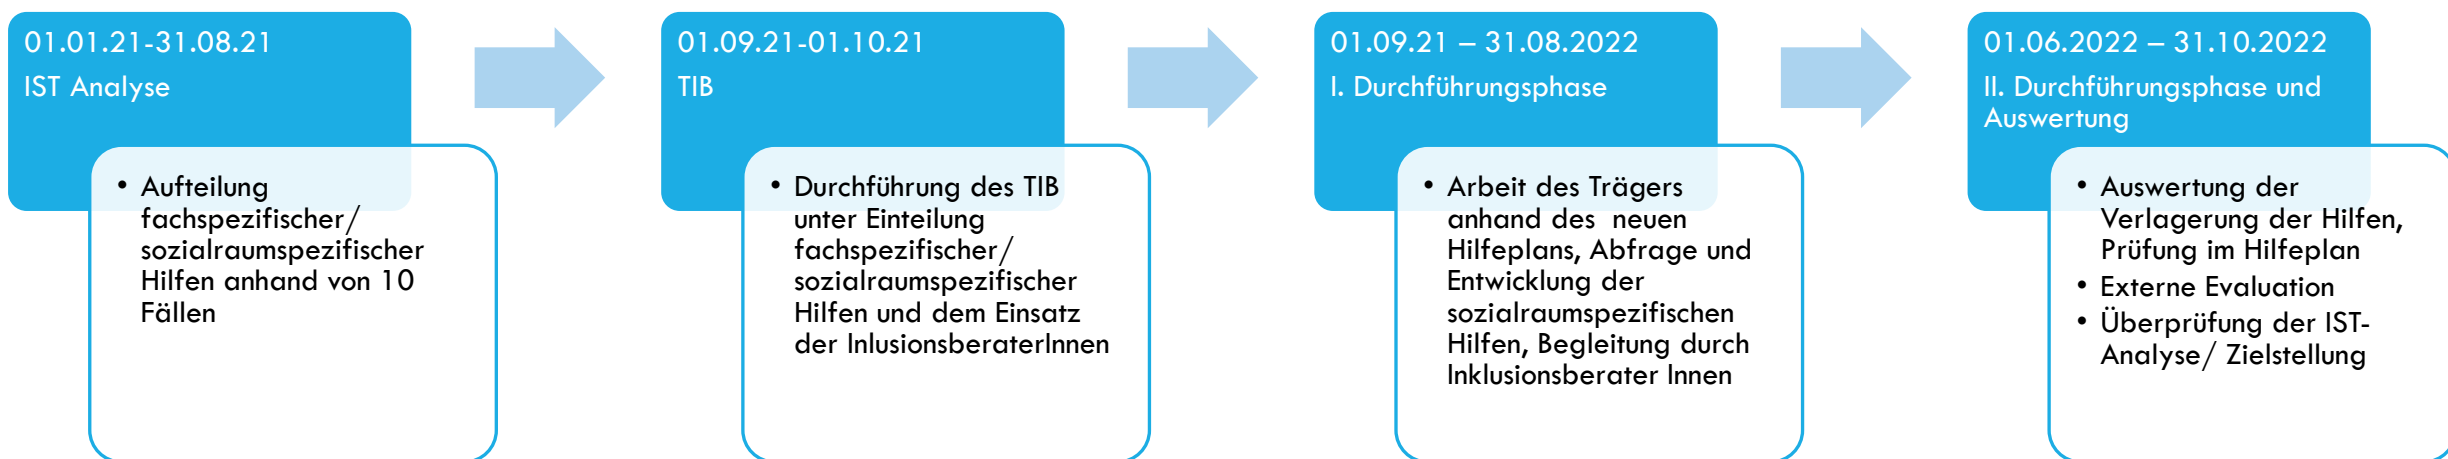 01.01.21-31.08.21
IST Analyse
• Aufteilung
fachspezifischer/
sozialraumspezifischer
Hilfen anhand von 10
Fällen
01.09.21-01.10.21
TIB
• Durchführung des TIB
unter Einteilung
fachspezifischer/
sozialraumspezifischer
Hilfen und dem Einsatz
der InlusionsberaterInnen
01.09.21 – 31.08.2022
I. Durchführungsphase
• Arbeit des Trägers
anhand des neuen
Hilfeplans, Abfrage und
Entwicklung der
sozialraumspezifischen
Hilfen, Begleitung durch
Inklusionsberater Innen
01.06.2022 – 31.10.2022
II. Durchführungsphase und
Auswertung
• Auswertung der
Verlagerung der Hilfen,
Prüfung im Hilfeplan
• Externe Evaluation
• Überprüfung der IST-
Analyse/ Zielstellung